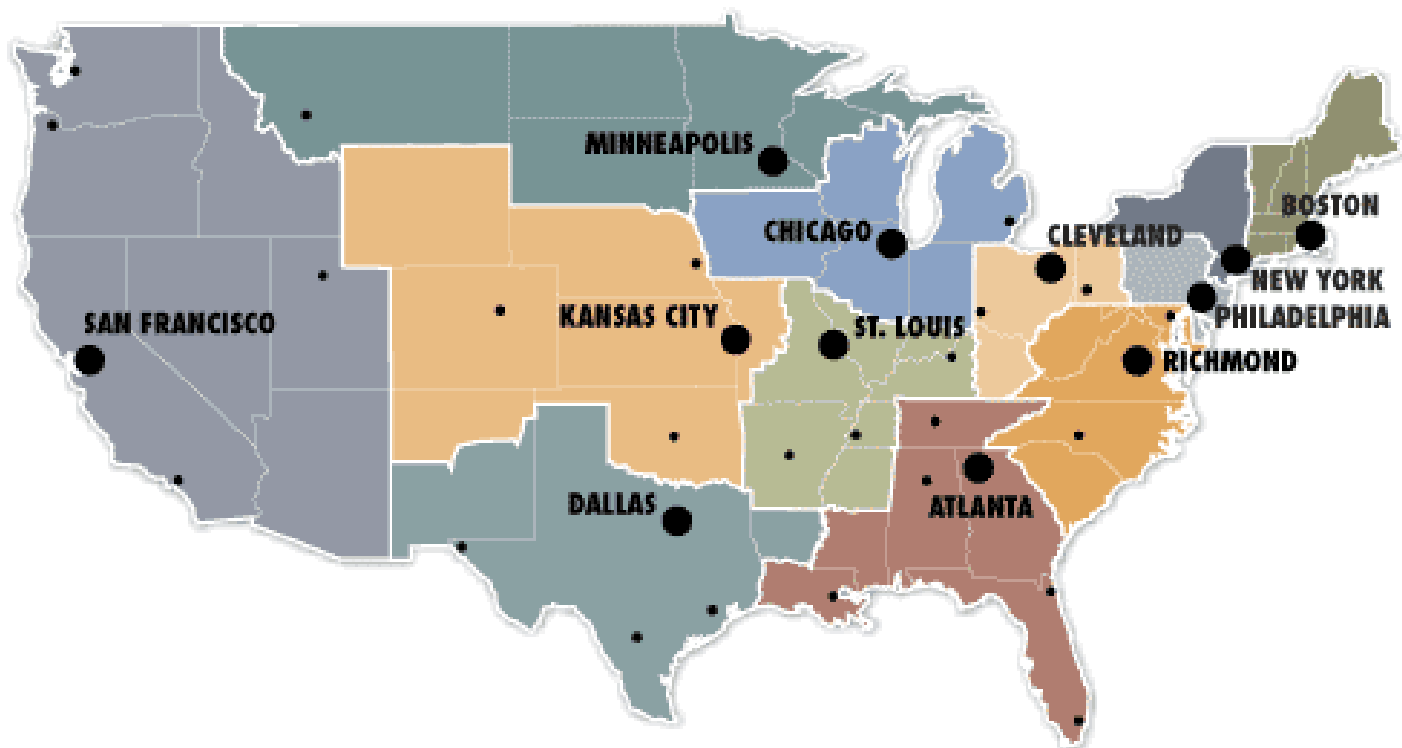 MINNEAPOLIS
BOSTON
CHICAGO
CLEVELAND
NEW YORK
SAN FRANCISCO
KANSAS CITY
ST. LOUIS
PHILADELPHIA
RICHMOND
DALLAS
ATLANTA